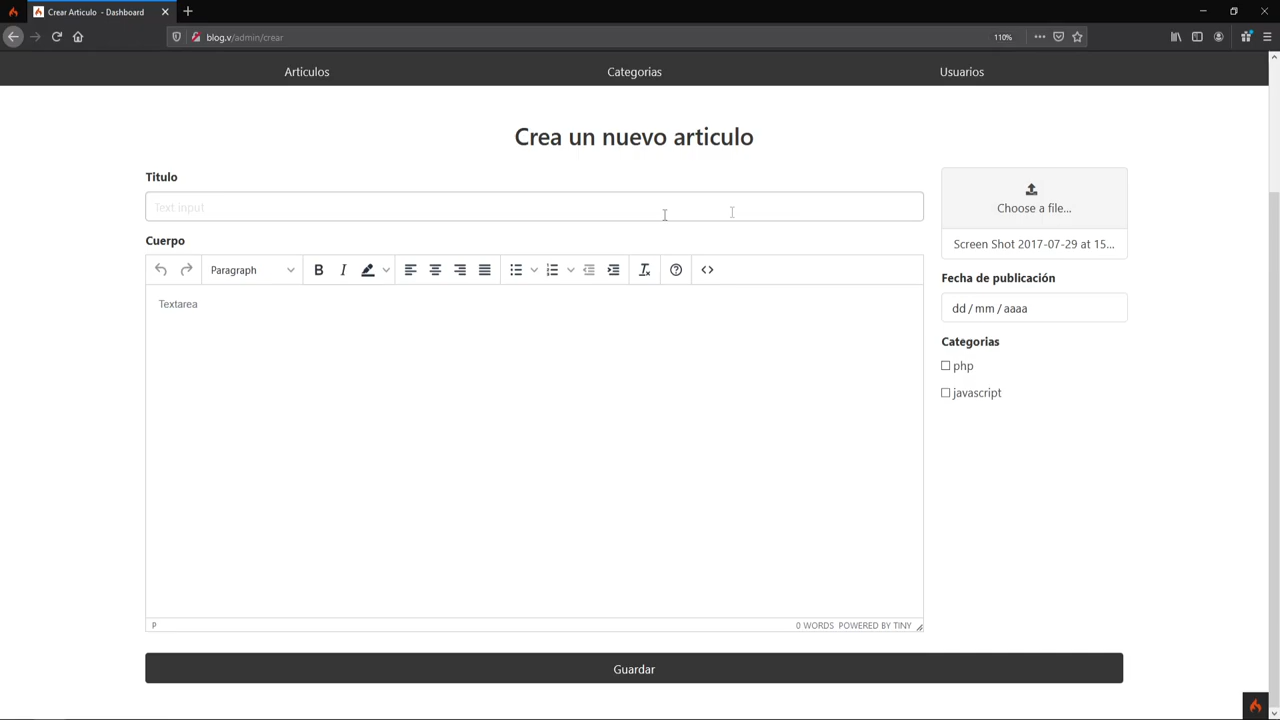 Crear Articulo - Dashboard
blog.v/admin/crear
110%
Artículos
Categorias
Usuarios
Crea un nuevo articulo
Titulo
Text input
Cuerpo
Paragraph
Textarea
P
0 WORDS POWERED BY TINY
Choose a file...
Screen Shot 2017-07-29 at 15...
Fecha de publicación
dd / mm / aaaa
Categorias
php
javascript
Guardar